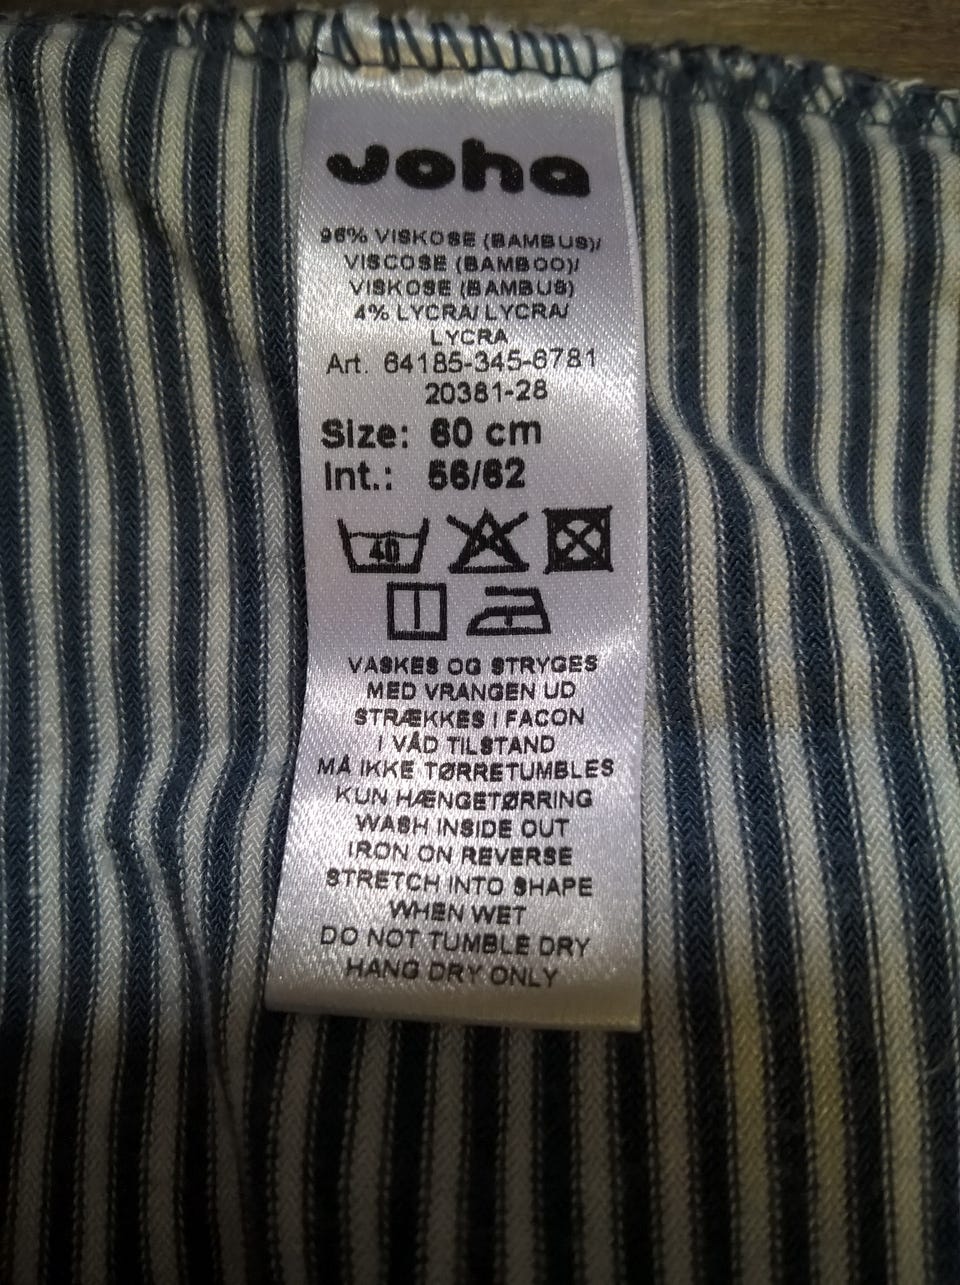 Joha
96% VISKOSE (BAMBUS)/
VISCOSE (BAMBOO)/
VISKOSE (BAMBUS)
4% LYCRA/ LYCRA/
LYCRA
Art. 64185-345-6781
20381-28
Size: 60 cm
Int.: 56/62
40
VASKES OG STRYGES
MED VRANGEN UD
STRÆKKES I FACON
I VÅD TILSTAND
MÅ IKKE TØRRETUMBLES
KUN HÆNGETØRRING
WASH INSIDE OUT
IRON ON REVERSE
STRETCH INTO SHAPE
WHEN WET
DO NOT TUMBLE DRY
HANG DRY ONLY